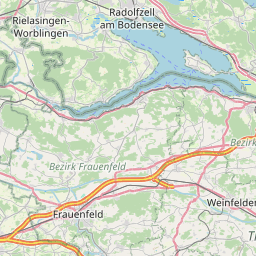 Radolfzell
am Bodensee
Rielasingen-
Worblingen
Bezirk
Bezirk Frauenfeld
Weinfelden
Frauenfeld